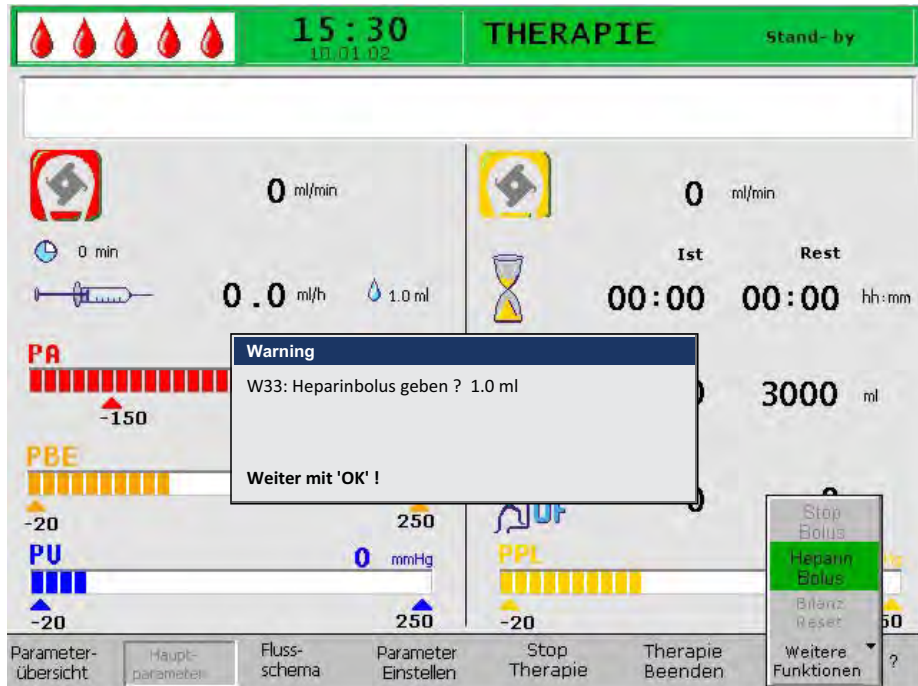 15:30 THERAPIE Stand-by
10.01.02
0 ml/min 0 ml/min
0 min Ist Rest
0.0 ml/h 1.0 ml 00:00 00:00 hh:mm
PA
Warning
W33: Heparinbolus geben ? 1.0 ml
-150 3000 ml
PBE
Weiter mit 'OK' !
-20 250 UF
Stop
Bolus
PV 0 mmHg PPL
Heparin
Bolus
-20 250 -20
Bilanz
Reset
Parameter-
übersicht
Haupt-
parameter
Fluss-
schema
Parameter
Einstellen
Stop
Therapie
Therapie
Beenden
Weitere
Funktionen
?